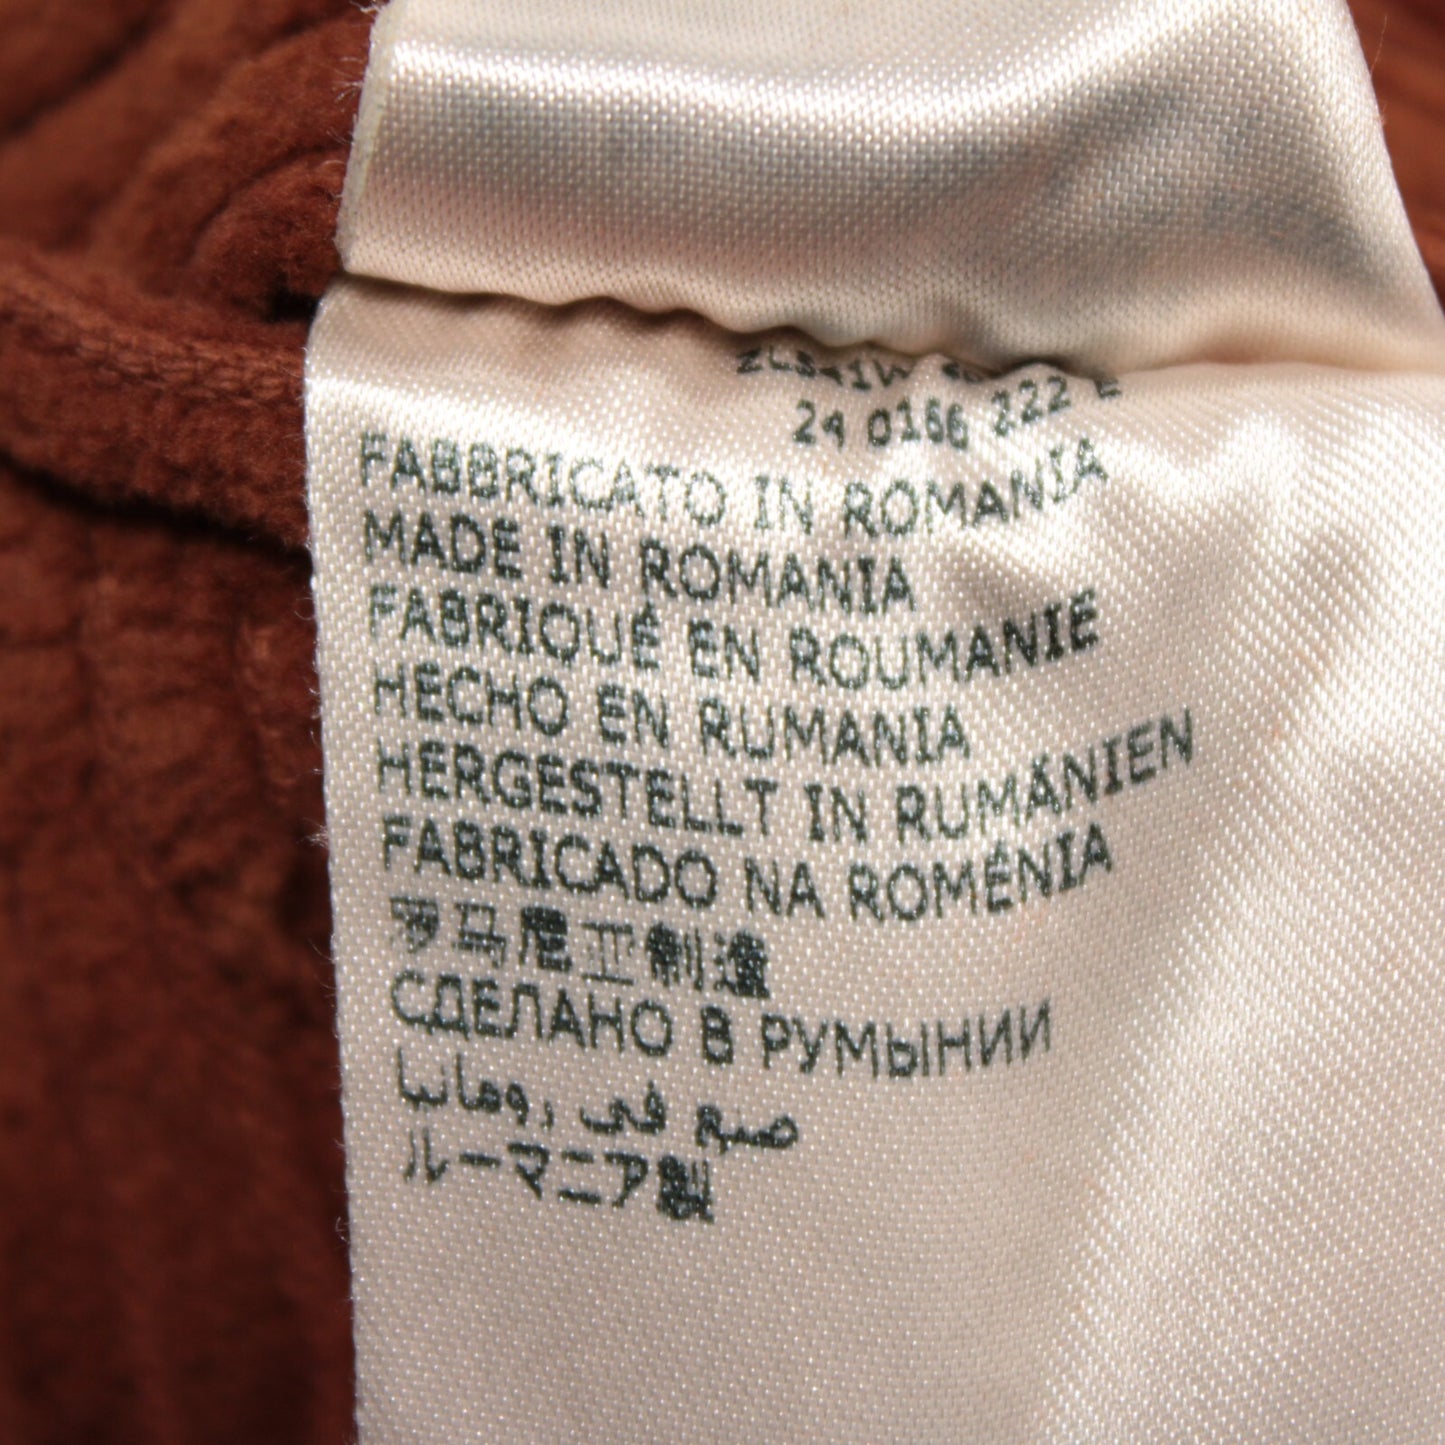 24 0166 222 E
FABBRICATO IN ROMANIA
MADE IN ROMANIA
FABRIQUÉ EN ROUMANIE
HECHO EN RUMANIA
HERGESTELLT IN RUMÄNIEN
FABRICADO NA ROMÉNIA
罗马尼亚制造
СДЕЛАНО В РУМЫНИИ
صنع في رومانيا
ルーマニア製